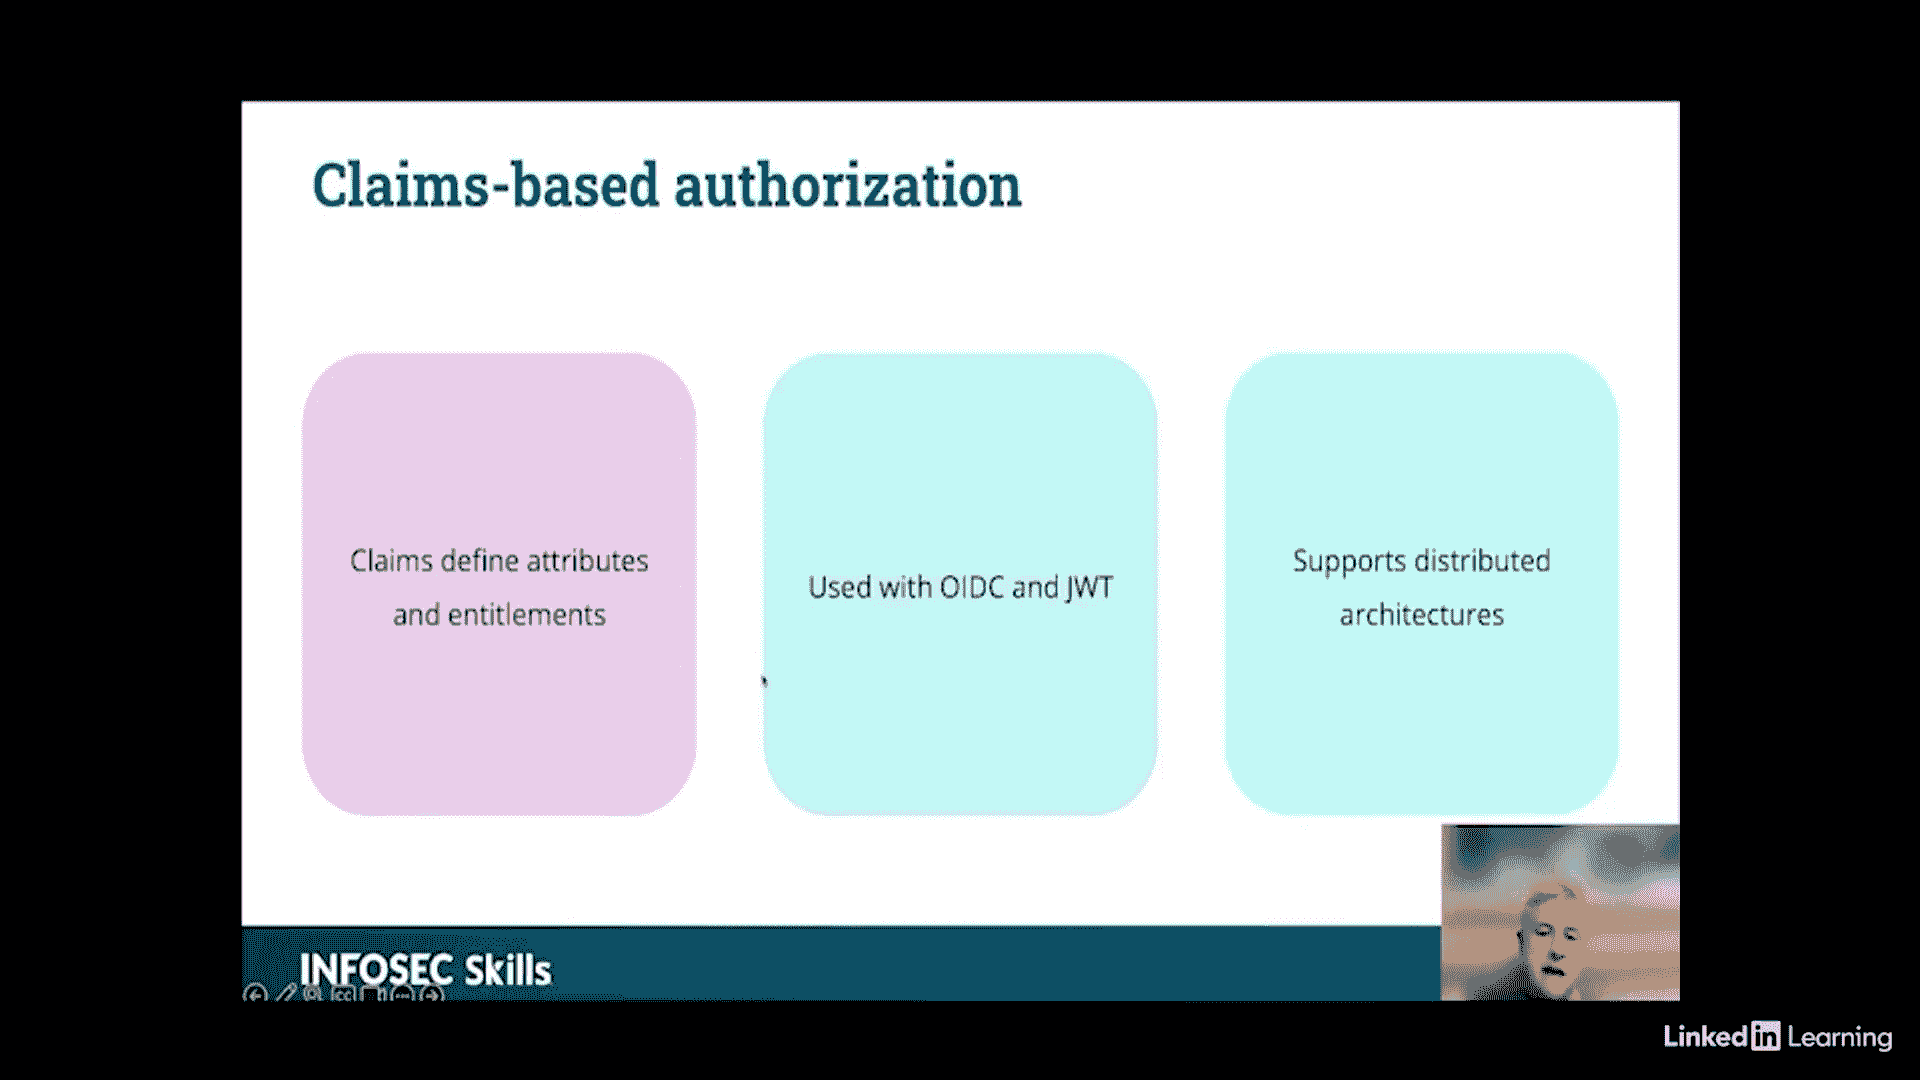 Claims-based authorization
Claims define attributes
and entitlements
Used with OIDC and JWT
Supports distributed
architectures
INFOSEC Skills
CC
Linked in Learning